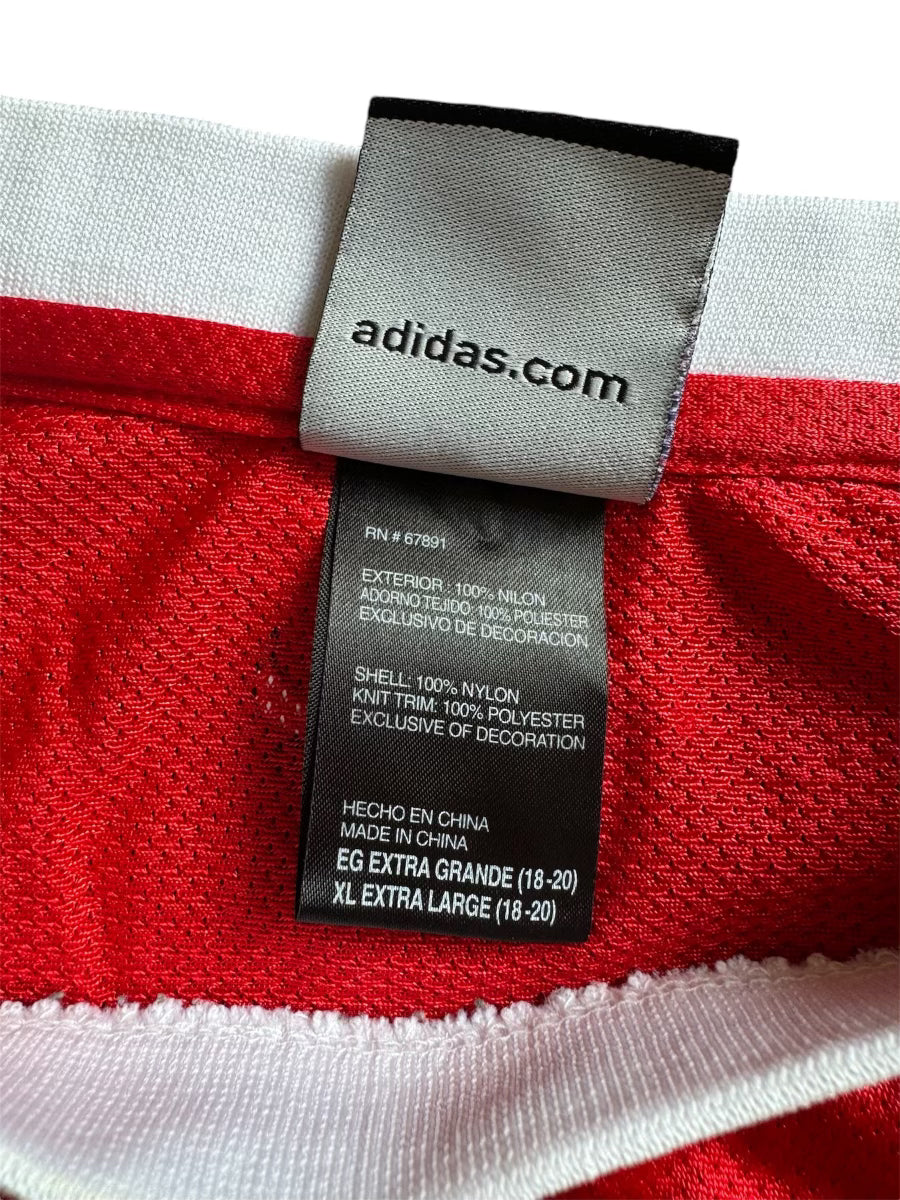 adidas.com
RN # 67891
EXTERIOR : 100% NILON
ADORNO TEJIDO: 100% POLIESTER
EXCLUSIVO DE DECORACION
SHELL: 100% NYLON
KNIT TRIM: 100% POLYESTER
EXCLUSIVE OF DECORATION
HECHO EN CHINA
MADE IN CHINA
EG EXTRA GRANDE (18-20)
XL EXTRA LARGE (18-20)